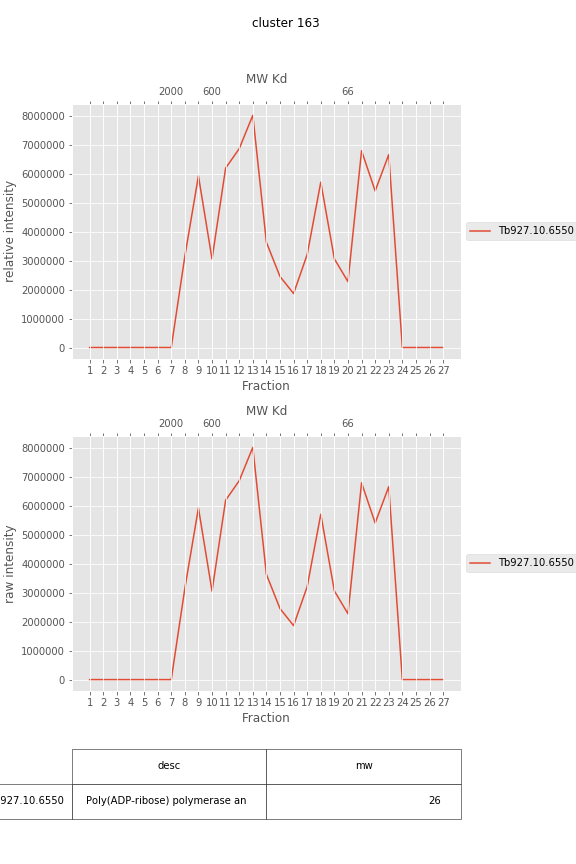 cluster 163
MW Kd
2000 600 66
8000000
7000000
6000000
5000000
4000000
3000000
2000000
1000000
0
relative intensity
Tb927.10.6550
1 2 3 4 5 6 7 8 9 10 11 12 13 14 15 16 17 18 19 20 21 22 23 24 25 26 27
Fraction
MW Kd
2000 600 66
8000000
7000000
6000000
5000000
4000000
3000000
2000000
1000000
0
raw intensity
Tb927.10.6550
1 2 3 4 5 6 7 8 9 10 11 12 13 14 15 16 17 18 19 20 21 22 23 24 25 26 27
Fraction
desc mw
927.10.6550 Poly(ADP-ribose) polymerase an 26